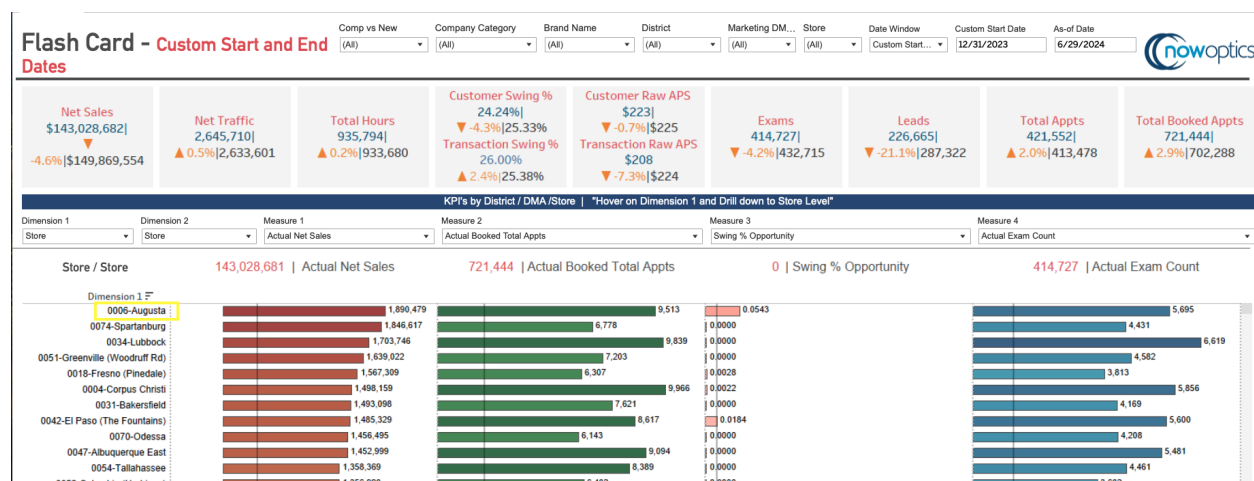 Flash Card - Custom Start and End Dates
Comp vs New Company Category Brand Name District Marketing DM... Store Date Window Custom Start Date As-of Date
(All) (All) (All) (All) (All) (All) Custom Start... 12/31/2023 6/29/2024
nowoptics
Net Sales
$143,028,682|
▼
-4.6%|$149,869,554
Net Traffic
2,645,710|
▲ 0.5%|2,633,601
Total Hours
935,794|
▲ 0.2%|933,680
Customer Swing %
24.24%|
▼ -4.3%|25.33%
Transaction Swing %
26.00%
▲ 2.4%|25.38%
Customer Raw APS
$223|
▼ -0.7%|$225
Transaction Raw APS
$208
▼ -7.3%|$224
Exams
414,727|
▼ -4.2%|432,715
Leads
226,665|
▼ -21.1%|287,322
Total Appts
421,552|
▲ 2.0%|413,478
Total Booked Appts
721,444|
▲ 2.9%|702,288
KPI's by District / DMA /Store | "Hover on Dimension 1 and Drill down to Store Level"
Dimension 1 Dimension 2 Measure 1 Measure 2 Measure 3 Measure 4
Store Store Actual Net Sales Actual Booked Total Appts Swing % Opportunity Actual Exam Count
Store / Store 143,028,681 | Actual Net Sales 721,444 | Actual Booked Total Appts 0 | Swing % Opportunity 414,727 | Actual Exam Count
Dimension 1
0006-Augusta 1,890,479 9,513 0.0543 5,695
0074-Spartanburg 1,846,617 6,778 0.0000 4,431
0034-Lubbock 1,703,746 9,839 0.0000 6,619
0051-Greenville (Woodruff Rd) 1,639,022 7,203 0.0000 4,582
0018-Fresno (Pinedale) 1,567,309 6,307 0.0028 3,813
0004-Corpus Christi 1,498,159 9,966 0.0022 5,856
0031-Bakersfield 1,493,098 7,621 0.0000 4,169
0042-El Paso (The Fountains) 1,485,329 8,617 0.0184 5,600
0070-Odessa 1,456,495 6,143 0.0000 4,208
0047-Albuquerque East 1,452,999 9,094 0.0000 5,481
0054-Tallahassee 1,358,369 8,389 0.0000 4,461